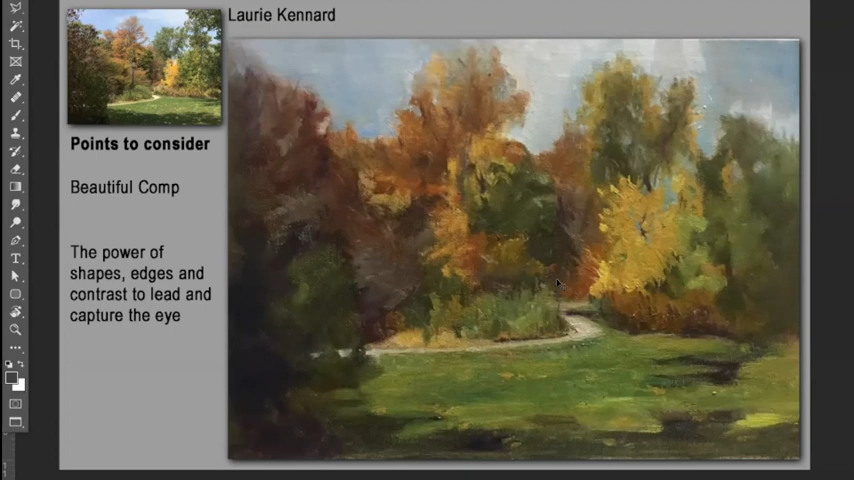 Laurie Kennard
Points to consider
Beautiful Comp
The power of
shapes, edges and
contrast to lead and
capture the eye